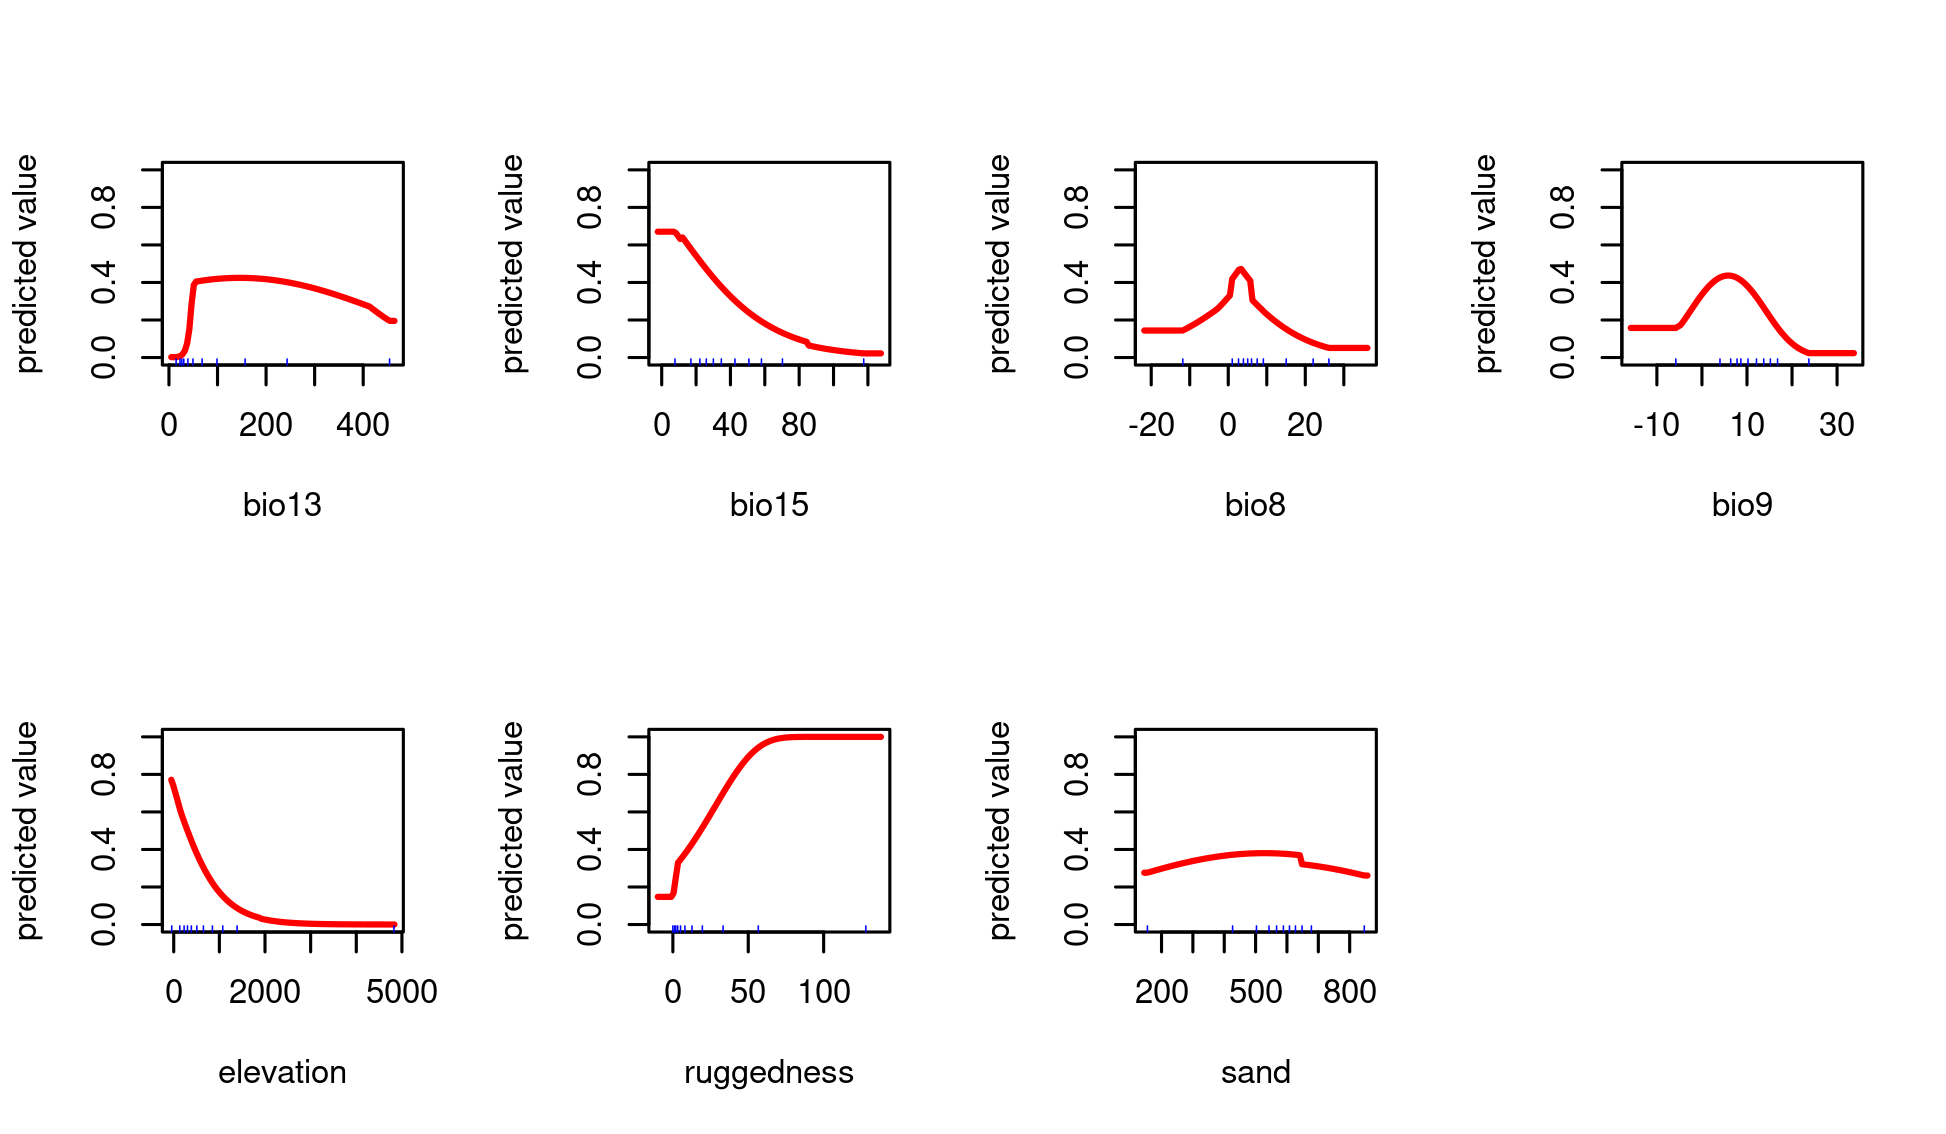 predicted value
0.0 0.4 0.8
0 200 400
bio13
predicted value
0.0 0.4 0.8
0 40 80
bio15
predicted value
0.0 0.4 0.8
-20 0 20
bio8
predicted value
0.0 0.4 0.8
-10 10 30
bio9
predicted value
0.0 0.4 0.8
0 2000 5000
elevation
predicted value
0.0 0.4 0.8
0 50 100
ruggedness
predicted value
0.0 0.4 0.8
200 500 800
sand